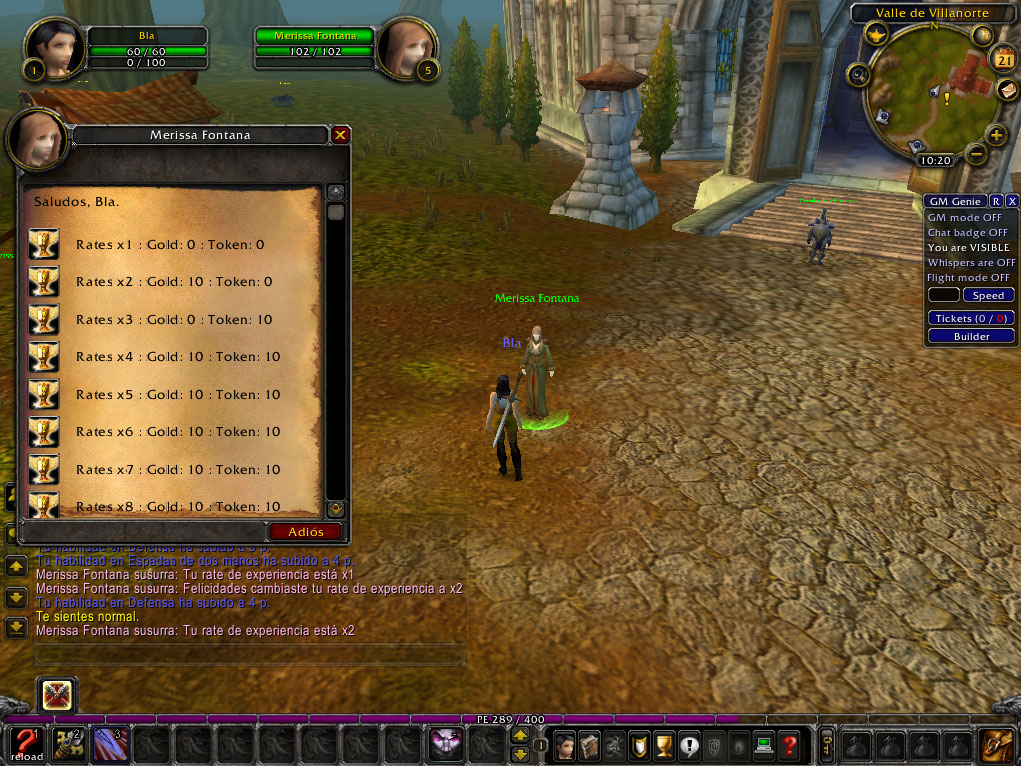 Bla
60 / 60
0 / 100
1
Merissa Fontana
102 / 102
5
Valle de Villanorte
N
21
10:20
Merissa Fontana
Saludos, Bla.
Rates x1 : Gold: 0 : Token: 0
Rates x2 : Gold: 10 : Token: 0
Rates x3 : Gold: 0 : Token: 10
Rates x4 : Gold: 10 : Token: 10
Rates x5 : Gold: 10 : Token: 10
Rates x6 : Gold: 10 : Token: 10
Rates x7 : Gold: 10 : Token: 10
Rates x8 : Gold: 10 : Token: 10
Adiós
GM Genie R X
GM mode OFF
Chat badge OFF
You are VISIBLE
Whispers are OFF
Flight mode OFF
Speed
Tickets (0 / 0)
Builder
Merissa Fontana
Bla
Tu habilidad en Defensa ha subido a 3 p.
Tu habilidad en Espadas de dos manos ha subido a 4 p.
Merissa Fontana susurra: Tu rate de experiencia está x1
Merissa Fontana susurra: Felicidades cambiaste tu rate de experiencia a x2
Tu habilidad en Defensa ha subido a 4 p.
Te sientes normal.
Merissa Fontana susurra: Tu rate de experiencia está x2
PE 289 / 400
1
2
3
reload
1